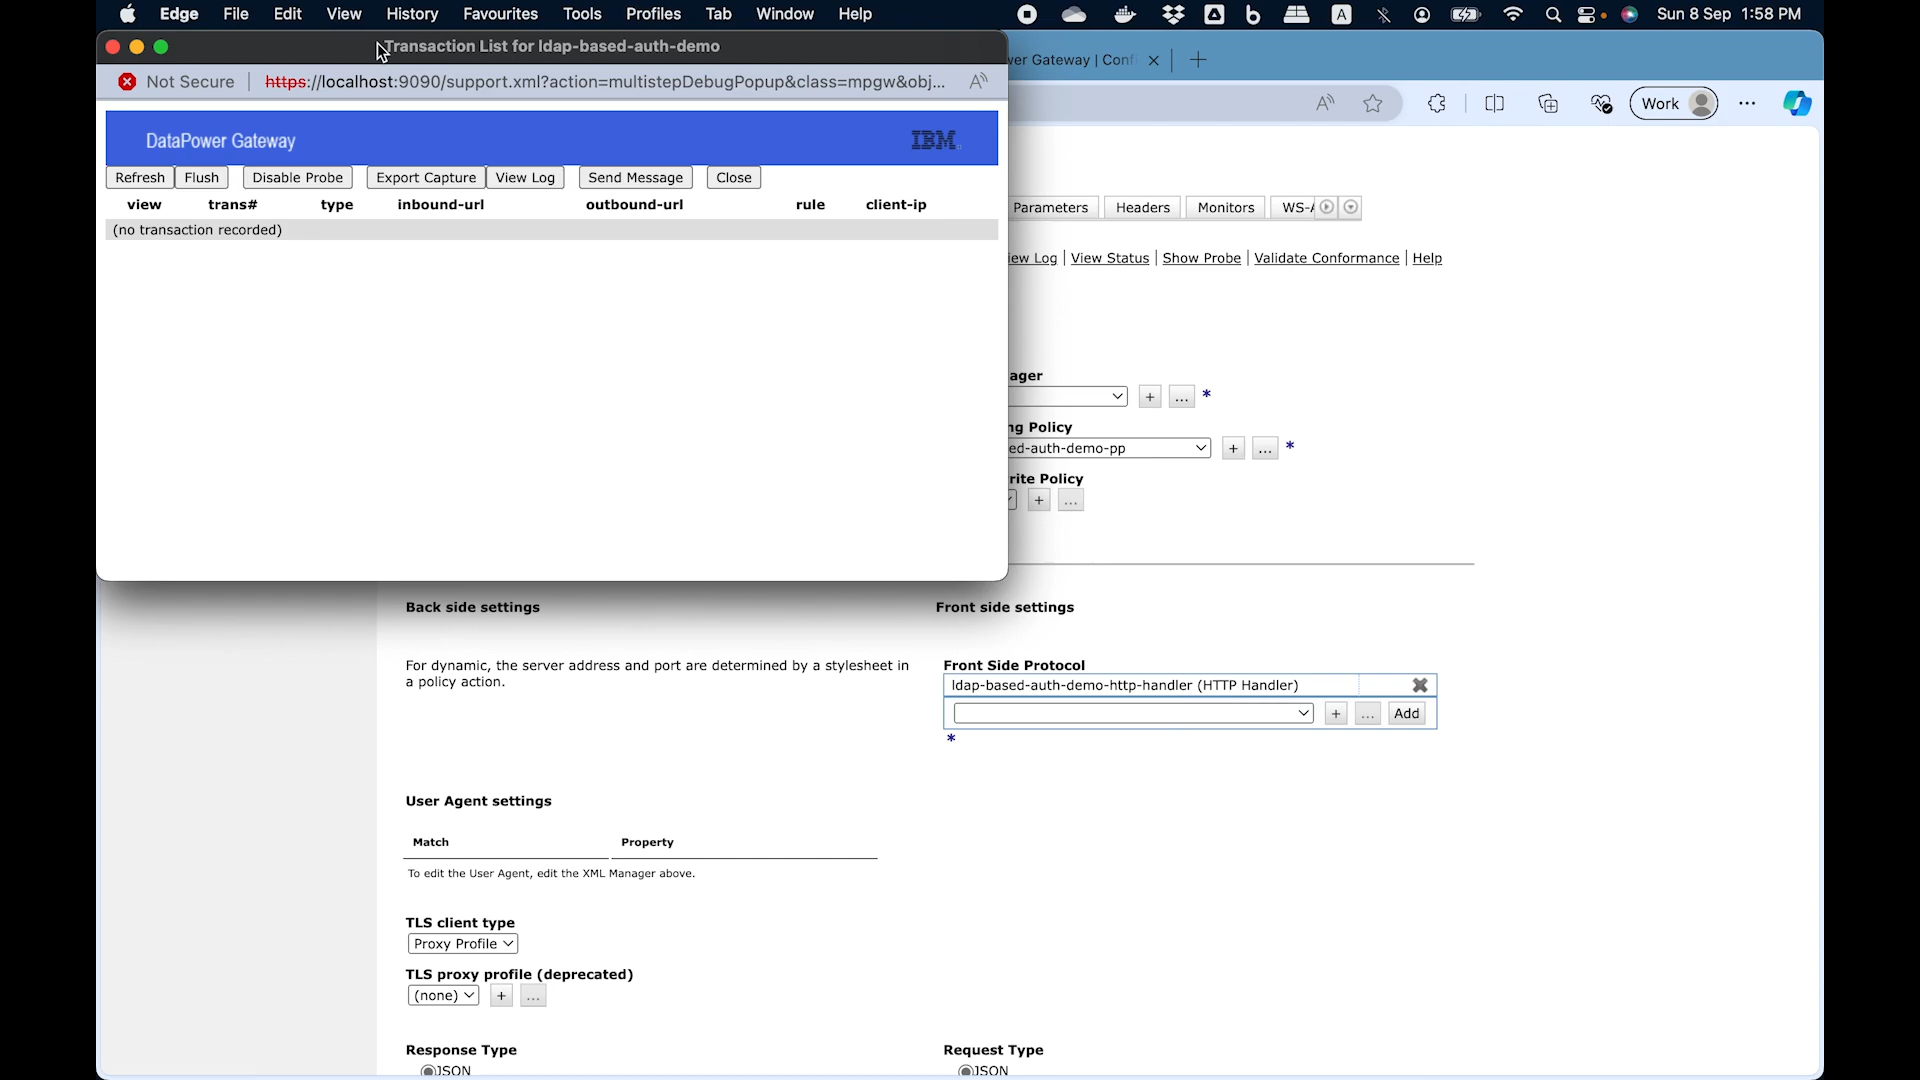 Edge File Edit View History Favourites Tools Profiles Tab Window Help
A
Sun 8 Sep 1:58 PM
Transaction List for ldap-based-auth-demo
er Gateway | Conf
Not Secure https://localhost:9090/support.xml?action=multistepDebugPopup&class=mpgw&obj...
Work
DataPower Gateway
IBM
Refresh Flush Disable Probe Export Capture View Log Send Message Close
view trans# type inbound-url outbound-url rule client-ip
(no transaction recorded)
Parameters Headers Monitors WS-A
ew Log | View Status | Show Probe | Validate Conformance | Help
ager
+ ... *
ng Policy
ed-auth-demo-pp + ... *
rite Policy
+ ...
Back side settings
Front side settings
For dynamic, the server address and port are determined by a stylesheet in
a policy action.
Front Side Protocol
ldap-based-auth-demo-http-handler (HTTP Handler)
+ ... Add
*
User Agent settings
Match Property
To edit the User Agent, edit the XML Manager above.
TLS client type
Proxy Profile
TLS proxy profile (deprecated)
(none) + ...
Response Type
JSON
Request Type
JSON